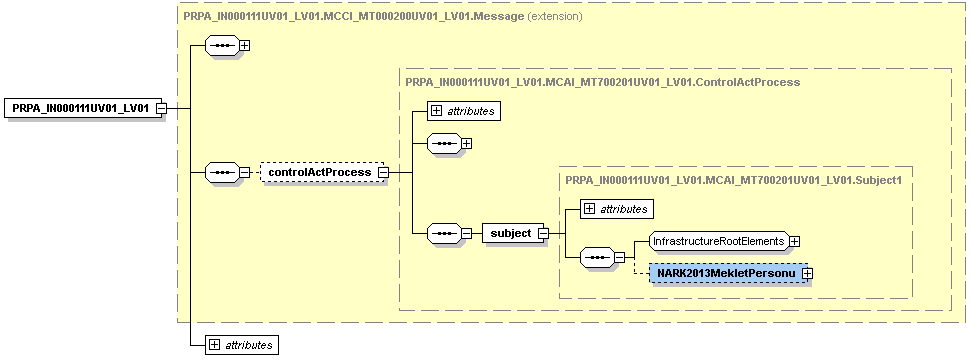 PRPA_IN000111UV01_LV01.MCCI_MT000200UV01_LV01.Message (extension)
PRPA_IN000111UV01_LV01.MCAI_MT700201UV01_LV01.ControlActProcess
PRPA_IN000111UV01_LV01
attributes
controlActProcess
PRPA_IN000111UV01_LV01.MCAI_MT700201UV01_LV01.Subject1
attributes
subject
InfrastructureRootElements
NARK2013MekletPersonu
attributes